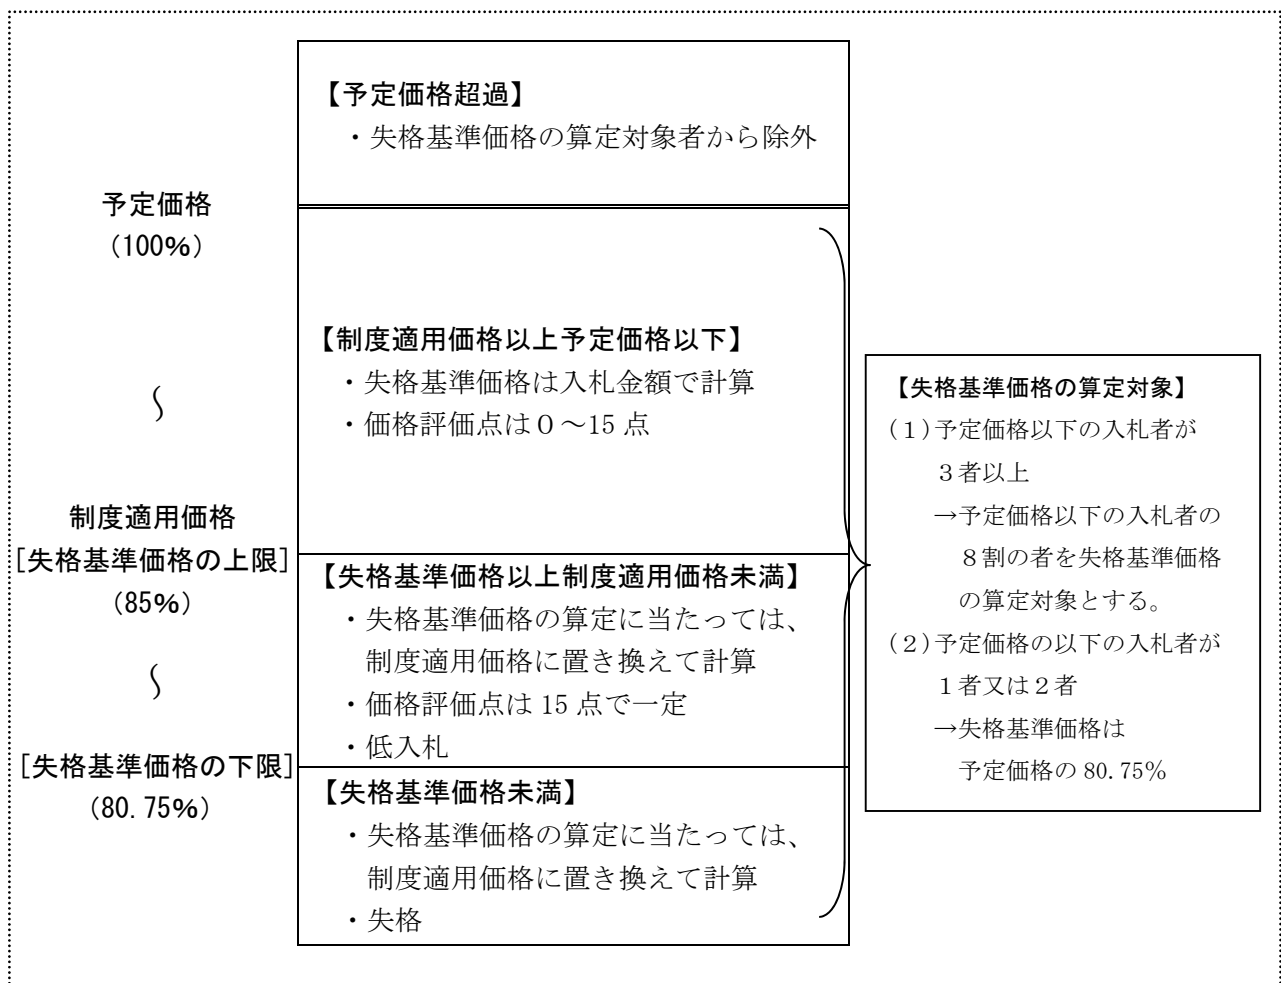 【予定価格超過】
・失格基準価格の算定対象者から除外
予定価格
(100%)
【制度適用価格以上予定価格以下】
・失格基準価格は入札金額で計算
・価格評価点は０～15 点
～
制度適用価格
[失格基準価格の上限]
(85%)
～
[失格基準価格の下限]
(80.75%)
【失格基準価格以上制度適用価格未満】
・失格基準価格の算定に当たっては、
制度適用価格に置き換えて計算
・価格評価点は 15 点で一定
・低入札
【失格基準価格未満】
・失格基準価格の算定に当たっては、
制度適用価格に置き換えて計算
・失格
【失格基準価格の算定対象】
(１)予定価格以下の入札者が
３者以上
→予定価格以下の入札者の
８割の者を失格基準価格
の算定対象とする。
(２)予定価格の以下の入札者が
１者又は２者
→失格基準価格は
予定価格の 80.75％